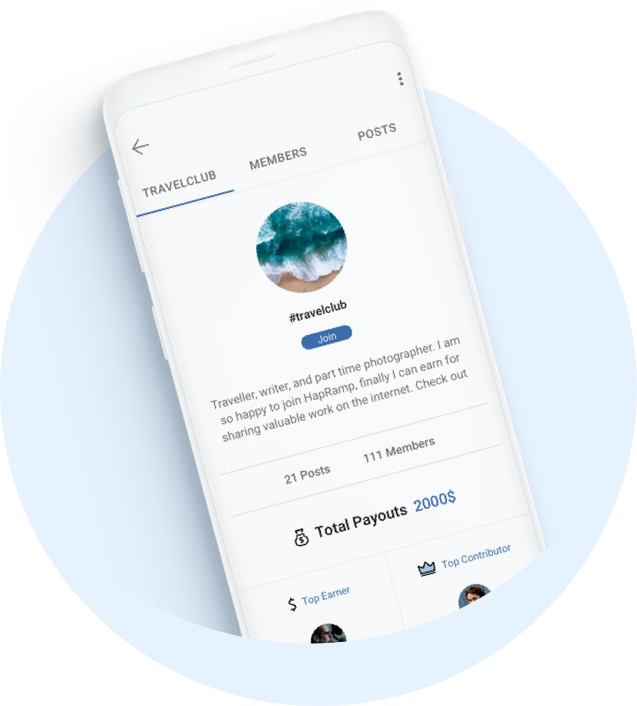 TRAVELCLUB MEMBERS POSTS
#travelclub
Join
Traveller, writer, and part time photographer. I am
so happy to join HapRamp, finally I can earn for
sharing valuable work on the internet. Check out
21 Posts 111 Members
Total Payouts 2000$
Top Earner Top Contributor